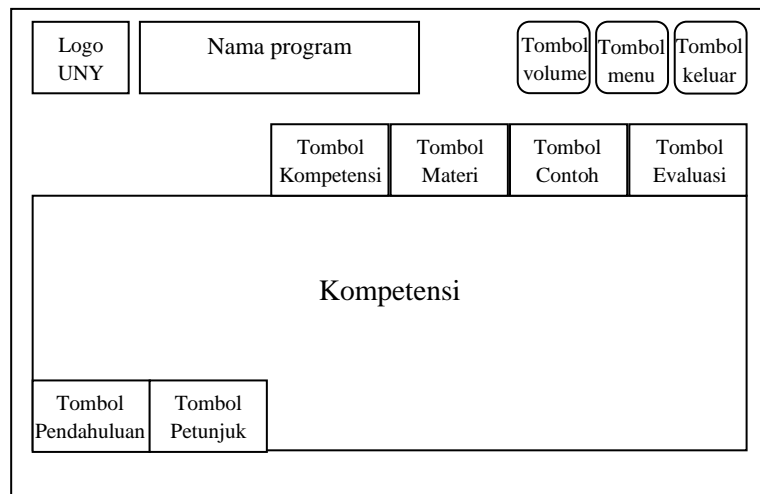 Logo
UNY
Nama program
Tombol
volume
Tombol
menu
Tombol
keluar
Tombol
Kompetensi
Tombol
Materi
Tombol
Contoh
Tombol
Evaluasi
Kompetensi
Tombol
Pendahuluan
Tombol
Petunjuk